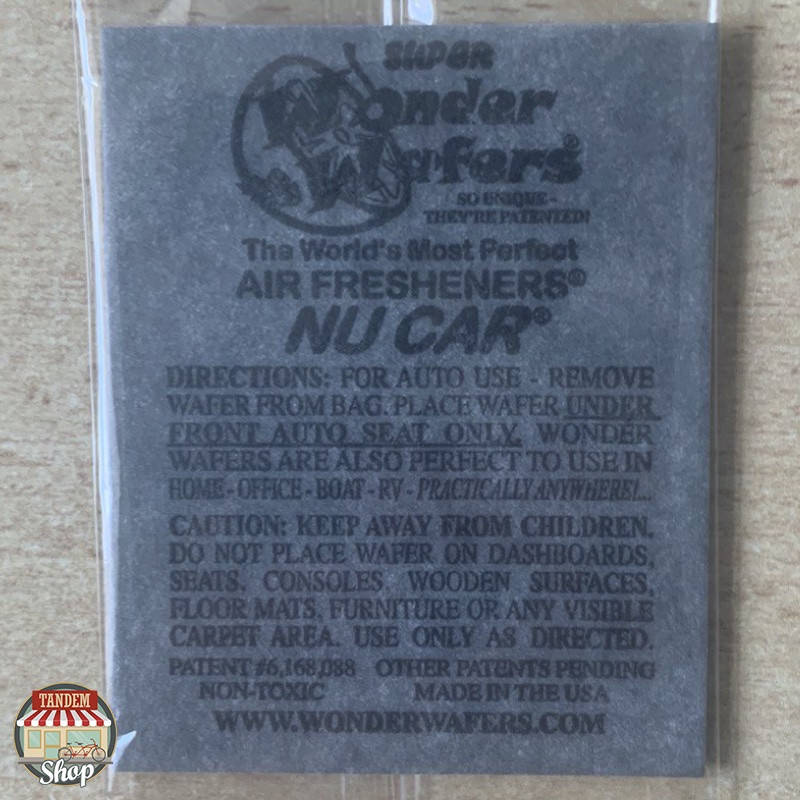 SUPER
Wonder
Wafers®
SO UNIQUE -
THEY'RE PATENTED!
The World's Most Perfect
AIR FRESHENERS®
NU CAR®
DIRECTIONS: FOR AUTO USE - REMOVE
WAFER FROM BAG. PLACE WAFER UNDER
FRONT AUTO SEAT ONLY. WONDER
WAFERS ARE ALSO PERFECT TO USE IN
HOME - OFFICE - BOAT - RV - PRACTICALLY ANYWHERE!...
CAUTION: KEEP AWAY FROM CHILDREN.
DO NOT PLACE WAFER ON DASHBOARDS,
SEATS, CONSOLES WOODEN SURFACES,
FLOOR MATS, FURNITURE OR ANY VISIBLE
CARPET AREA. USE ONLY AS DIRECTED.
PATENT #6,168,088 OTHER PATENTS PENDING
NON-TOXIC MADE IN THE USA
WWW.WONDERWAFERS.COM
TANDEM
Shop